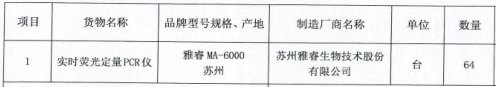 项目 货物名称 品牌型号规格、产地 制造厂商名称 单位 数量
1 实时荧光定量PCR仪 雅睿 MA-6000 苏州 苏州雅睿生物技术股份有限公司 台 64